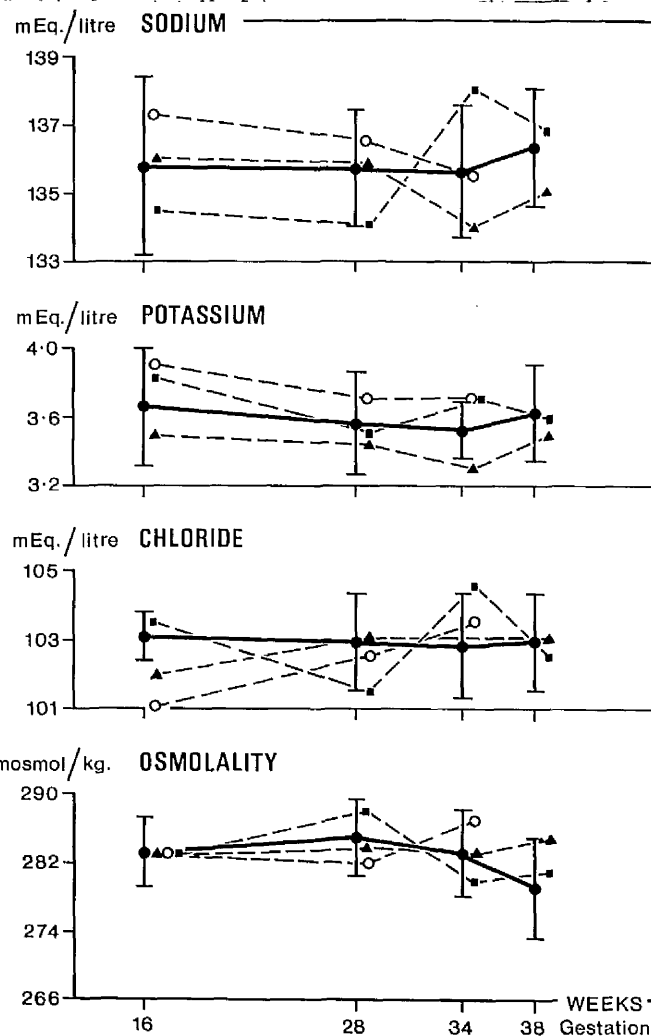 mEq./litre SODIUM
139
137
135
133
mEq./litre POTASSIUM
4·0
3·6
3·2
mEq./litre CHLORIDE
105
103
101
mosmol/kg. OSMOLALITY
290
282
274
266
16 28 34 38 WEEKS
Gestation